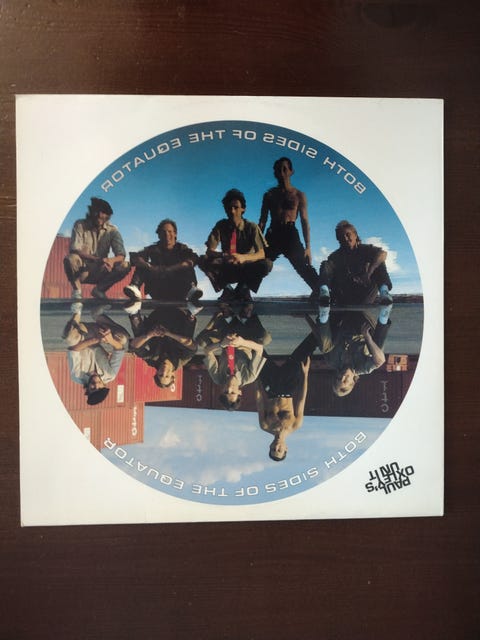 BOTH SIDES OF THE EQUATOR
BOTH SIDES OF THE EQUATOR
PAUL
OXLEY'S
UNIT